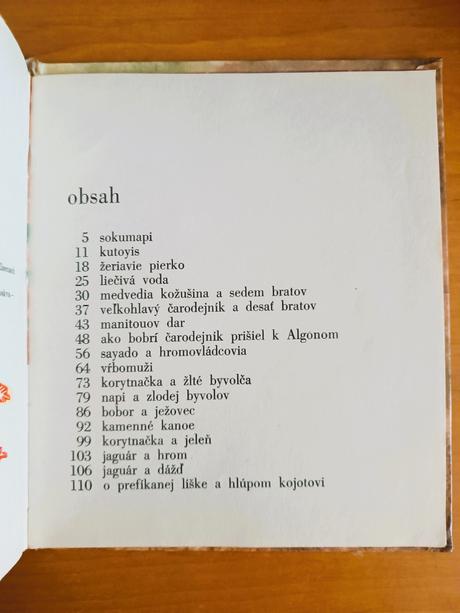 obsah
5 sokumapi
11 kutoyis
18 žeriavie pierko
25 liečivá voda
30 medvedia kožušina a sedem bratov
37 veľkohlavý čarodejník a desať bratov
43 manitouov dar
48 ako bobrí čarodejník prišiel k Algonom
56 sayado a hromovládcovia
64 vŕbomuži
73 korytnačka a žlté byvolča
79 napi a zlodej byvolov
86 bobor a ježovec
92 kamenné kanoe
99 korytnačka a jeleň
103 jaguár a hrom
106 jaguár a dážď
110 o prefíkanej líške a hlúpom kojotovi